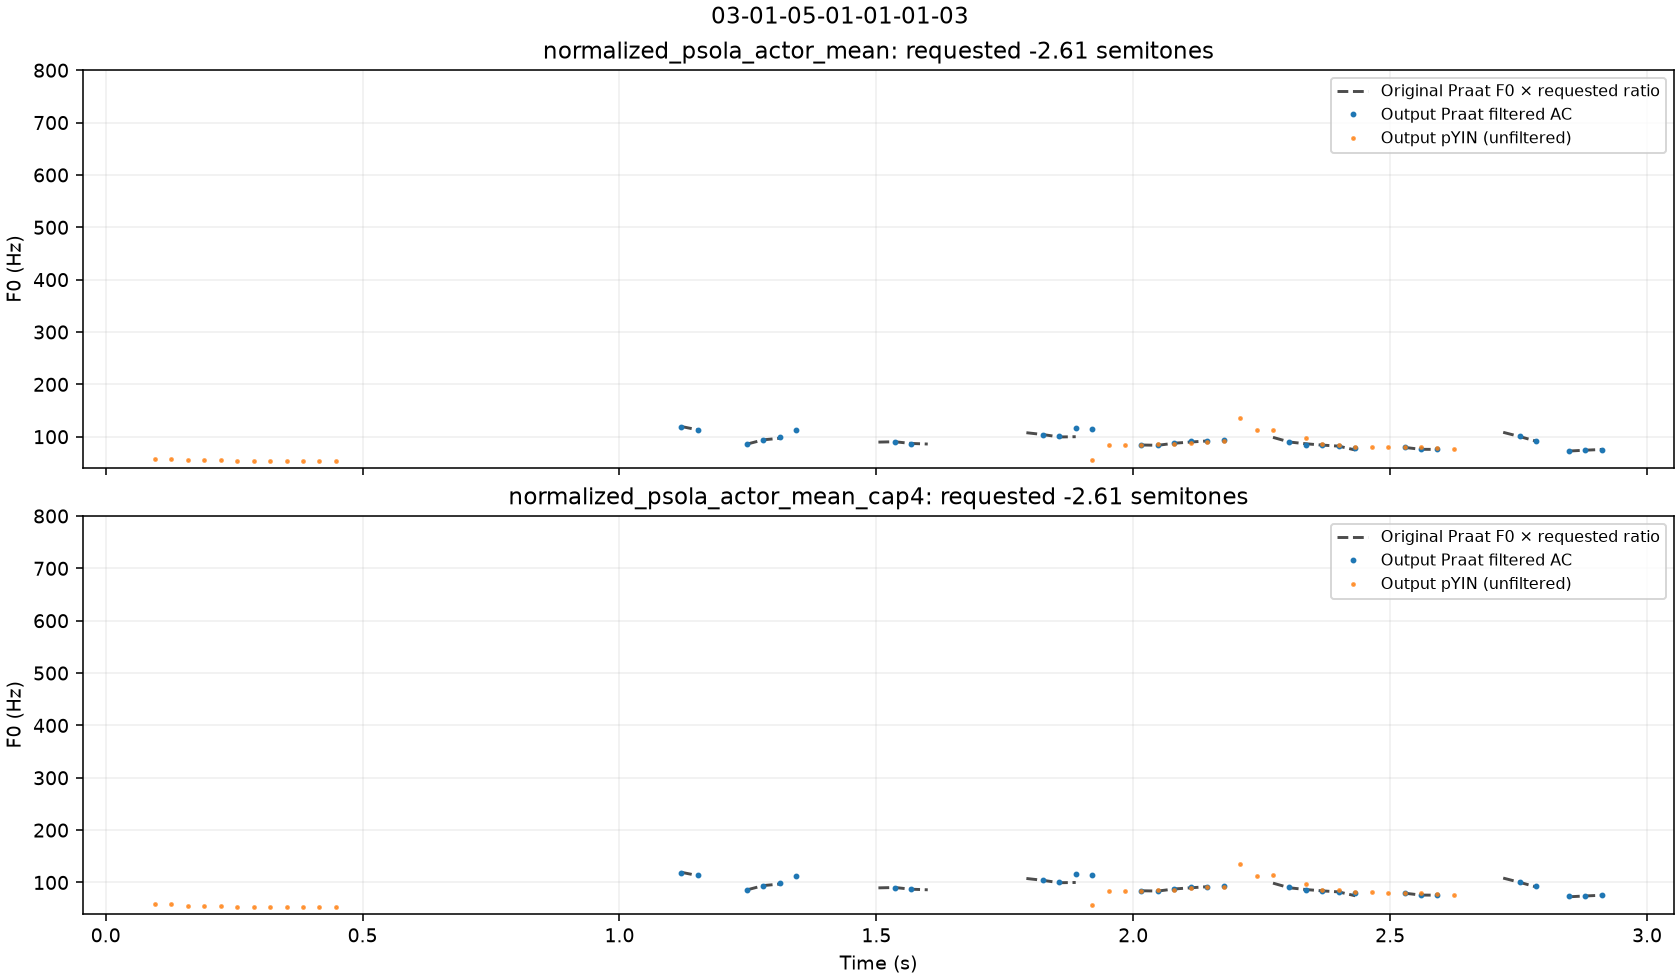 03-01-05-01-01-01-03
normalized_psola_actor_mean: requested -2.61 semitones
800
700
600
500
400
300
200
100
F0 (Hz)
Original Praat F0 × requested ratio
Output Praat filtered AC
Output pYIN (unfiltered)
normalized_psola_actor_mean_cap4: requested -2.61 semitones
800
700
600
500
400
300
200
100
F0 (Hz)
Original Praat F0 × requested ratio
Output Praat filtered AC
Output pYIN (unfiltered)
0.0 0.5 1.0 1.5 2.0 2.5 3.0
Time (s)